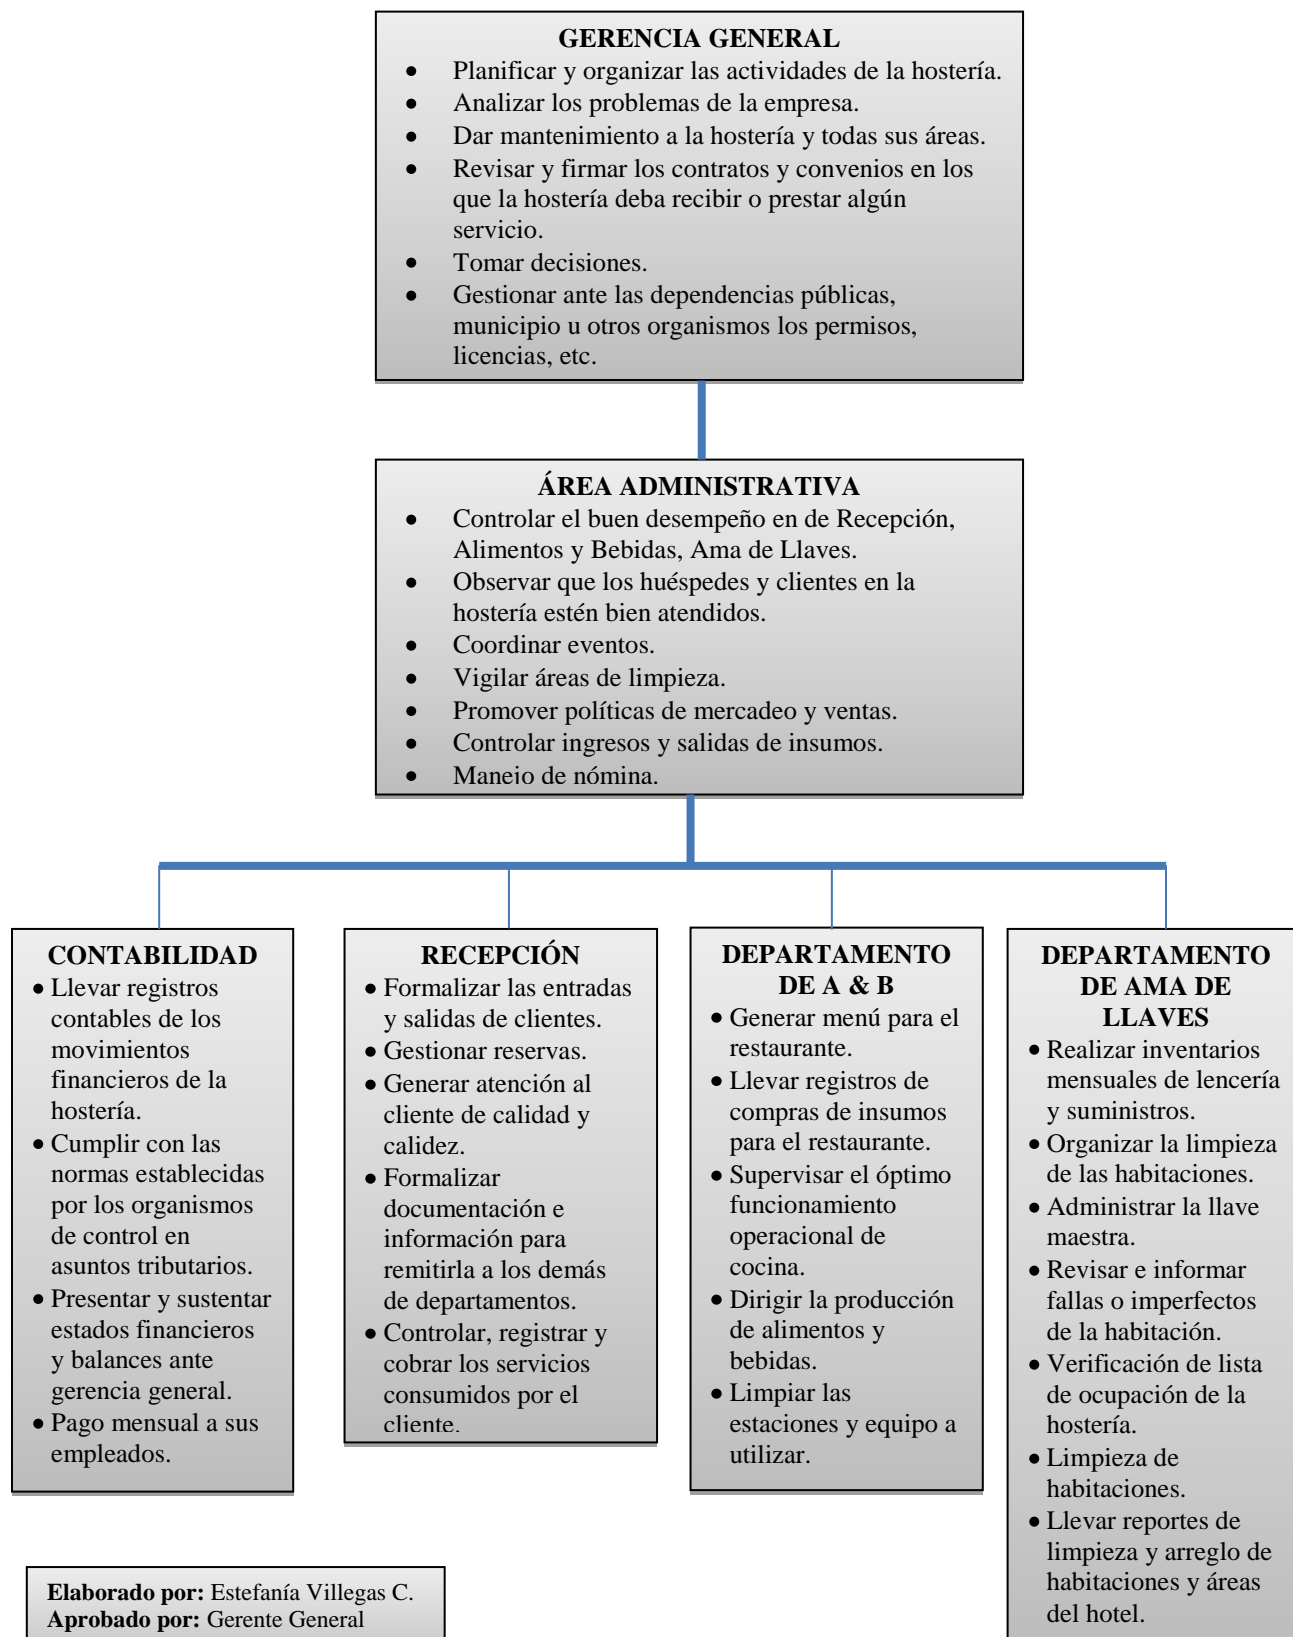 GERENCIA GENERAL
• Planificar y organizar las actividades de la hostería.
• Analizar los problemas de la empresa.
• Dar mantenimiento a la hostería y todas sus áreas.
• Revisar y firmar los contratos y convenios en los
que la hostería deba recibir o prestar algún
servicio.
• Tomar decisiones.
• Gestionar ante las dependencias públicas,
municipio u otros organismos los permisos,
licencias, etc.
ÁREA ADMINISTRATIVA
• Controlar el buen desempeño en de Recepción,
Alimentos y Bebidas, Ama de Llaves.
• Observar que los huéspedes y clientes en la
hostería estén bien atendidos.
• Coordinar eventos.
• Vigilar áreas de limpieza.
• Promover políticas de mercadeo y ventas.
• Controlar ingresos y salidas de insumos.
• Manejo de nómina.
CONTABILIDAD
• Llevar registros
contables de los
movimientos
financieros de la
hostería.
• Cumplir con las
normas establecidas
por los organismos
de control en
asuntos tributarios.
• Presentar y sustentar
estados financieros
y balances ante
gerencia general.
• Pago mensual a sus
empleados.
RECEPCIÓN
• Formalizar las entradas
y salidas de clientes.
• Gestionar reservas.
• Generar atención al
cliente de calidad y
calidez.
• Formalizar
documentación e
información para
remitirla a los demás
de departamentos.
• Controlar, registrar y
cobrar los servicios
consumidos por el
cliente.
DEPARTAMENTO
DE A & B
• Generar menú para el
restaurante.
• Llevar registros de
compras de insumos
para el restaurante.
• Supervisar el óptimo
funcionamiento
operacional de
cocina.
• Dirigir la producción
de alimentos y
bebidas.
• Limpiar las
estaciones y equipo a
utilizar.
DEPARTAMENTO
DE AMA DE
LLAVES
• Realizar inventarios
mensuales de lencería
y suministros.
• Organizar la limpieza
de las habitaciones.
• Administrar la llave
maestra.
• Revisar e informar
fallas o imperfectos
de la habitación.
• Verificación de lista
de ocupación de la
hostería.
• Limpieza de
habitaciones.
• Llevar reportes de
limpieza y arreglo de
habitaciones y áreas
del hotel.
Elaborado por: Estefanía Villegas C.
Aprobado por: Gerente General